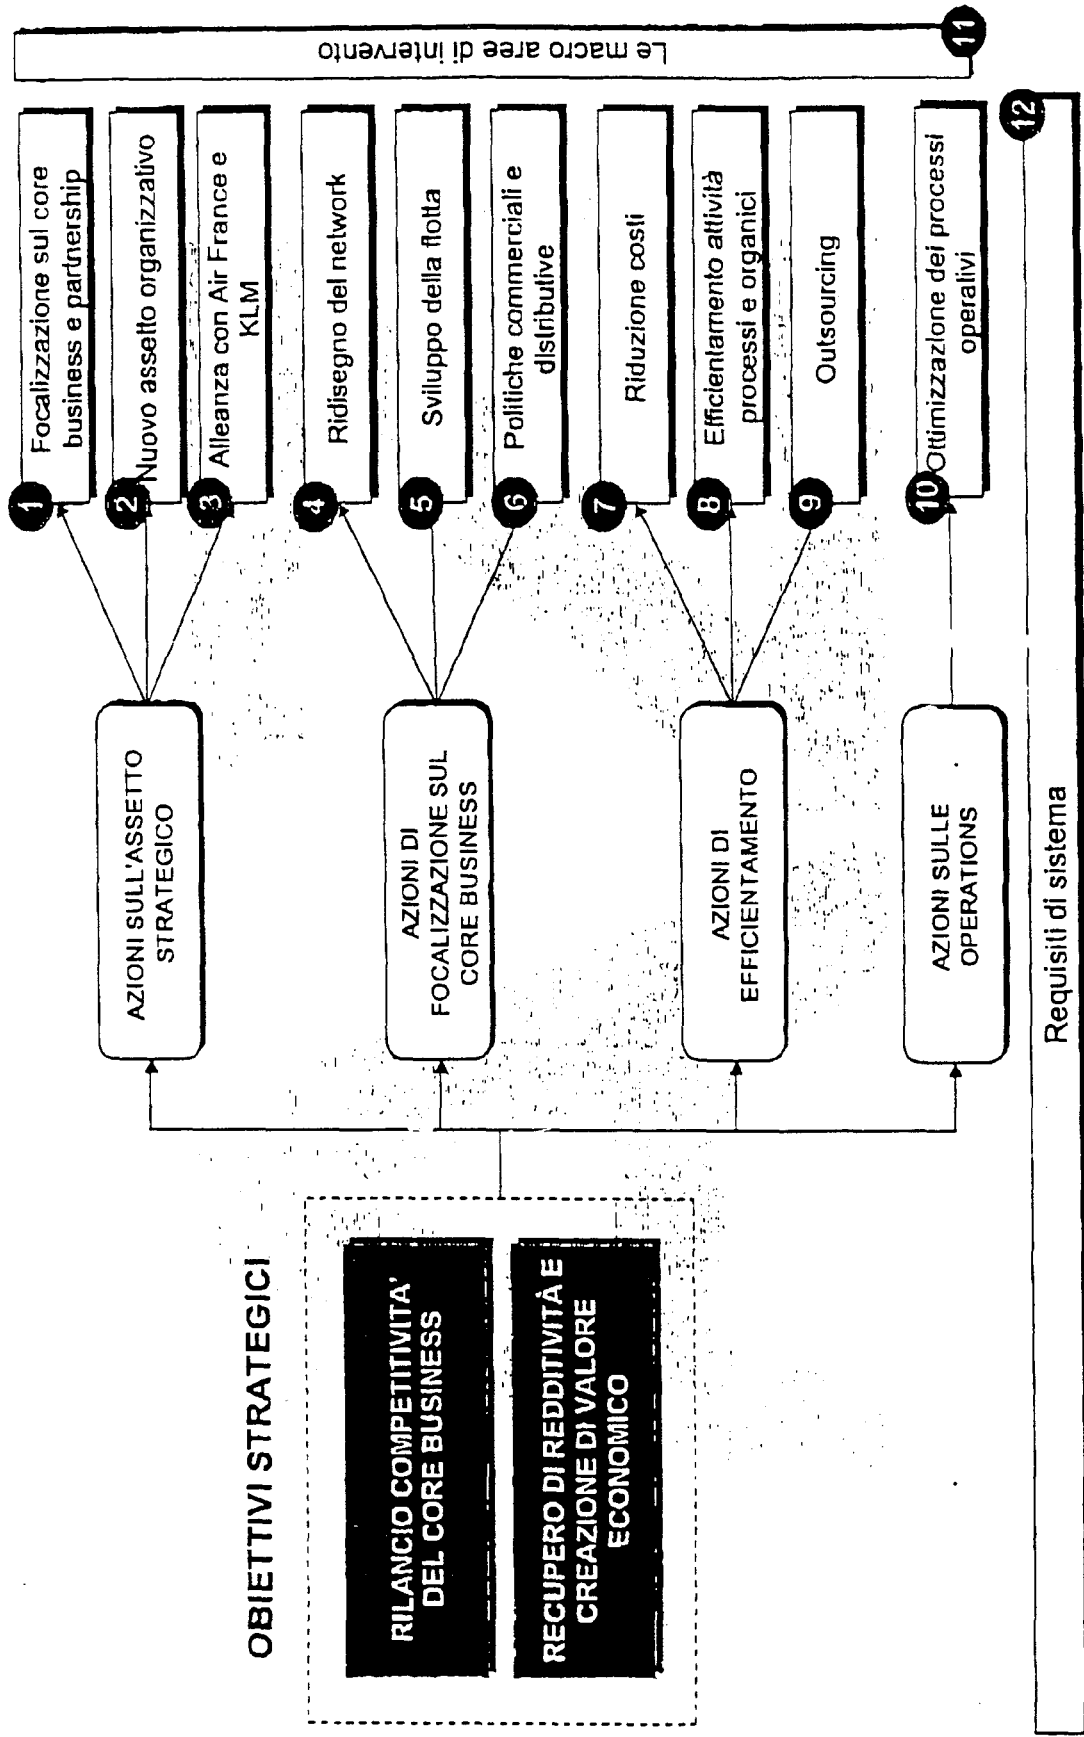 OBIETTIVI STRATEGICI
RILANCIO COMPETITIVITA'
DEL CORE BUSINESS
RECUPERO DI REDDITIVITÀ E
CREAZIONE DI VALORE
ECONOMICO
AZIONI SULL'ASSETTO
STRATEGICO
AZIONI DI
FOCALIZZAZIONE SUL
CORE BUSINESS
AZIONI DI
EFFICIENTAMENTO
AZIONI SULLE
OPERATIONS
1
Focalizzazione sul core
business e partnership
2
Nuovo assetto organizzativo
3
Alleanza con Air France e
KLM
4
Ridisegno del network
5
Sviluppo della flotta
6
Politiche commerciali e
distributive
7
Riduzione costi
8
Efficientamento attività
processi e organici
9
Outsourcing
10
Ottimizzazione dei processi
operativi
Le macro aree di intervento
11
12
Requisiti di sistema